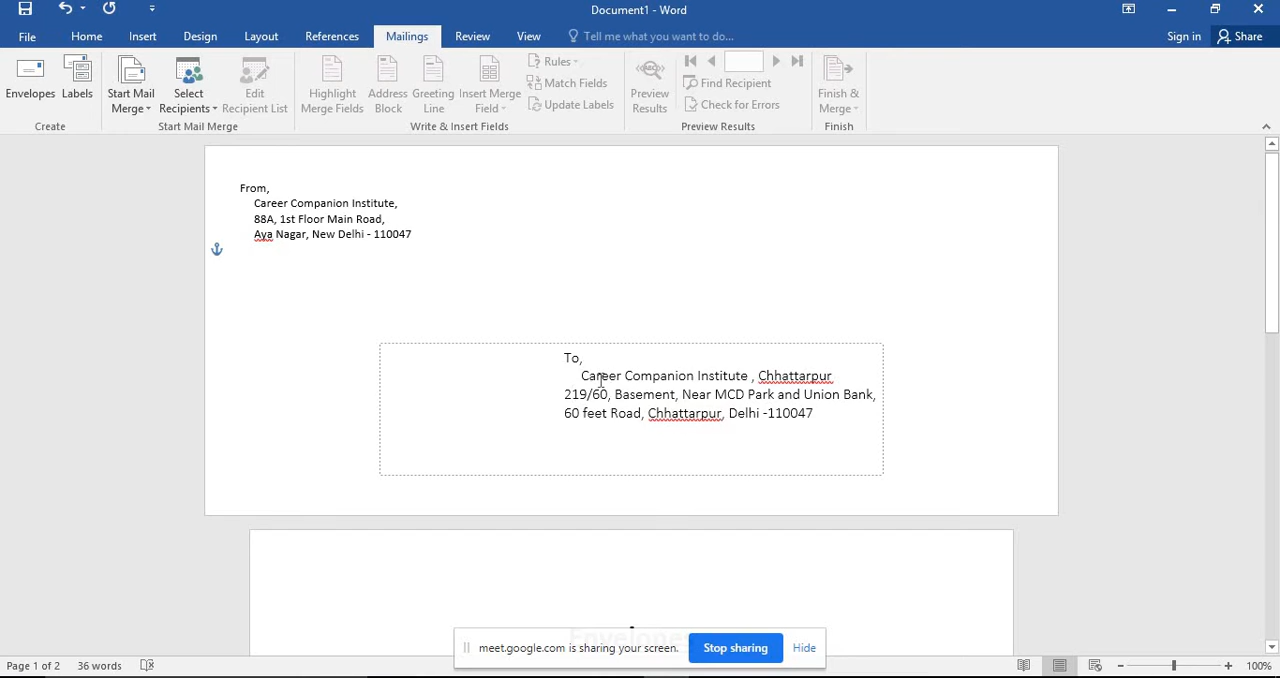 Document1 - Word
File Home Insert Design Layout References Mailings Review View Tell me what you want to do... Sign in Share
Envelopes Labels Start Mail Merge Select Recipients Edit Recipient List Highlight Merge Fields Address Block Greeting Line Insert Merge Field Rules Match Fields Update Labels Preview Results Find Recipient Check for Errors Finish & Merge
Create Start Mail Merge Write & Insert Fields Preview Results Finish
From,
Career Companion Institute,
88A, 1st Floor Main Road,
Aya Nagar, New Delhi - 110047
To,
Career Companion Institute , Chhattarpur
219/60, Basement, Near MCD Park and Union Bank,
60 feet Road, Chhattarpur, Delhi -110047
Envelopes
meet.google.com is sharing your screen. Stop sharing Hide
Page 1 of 2 36 words 100%